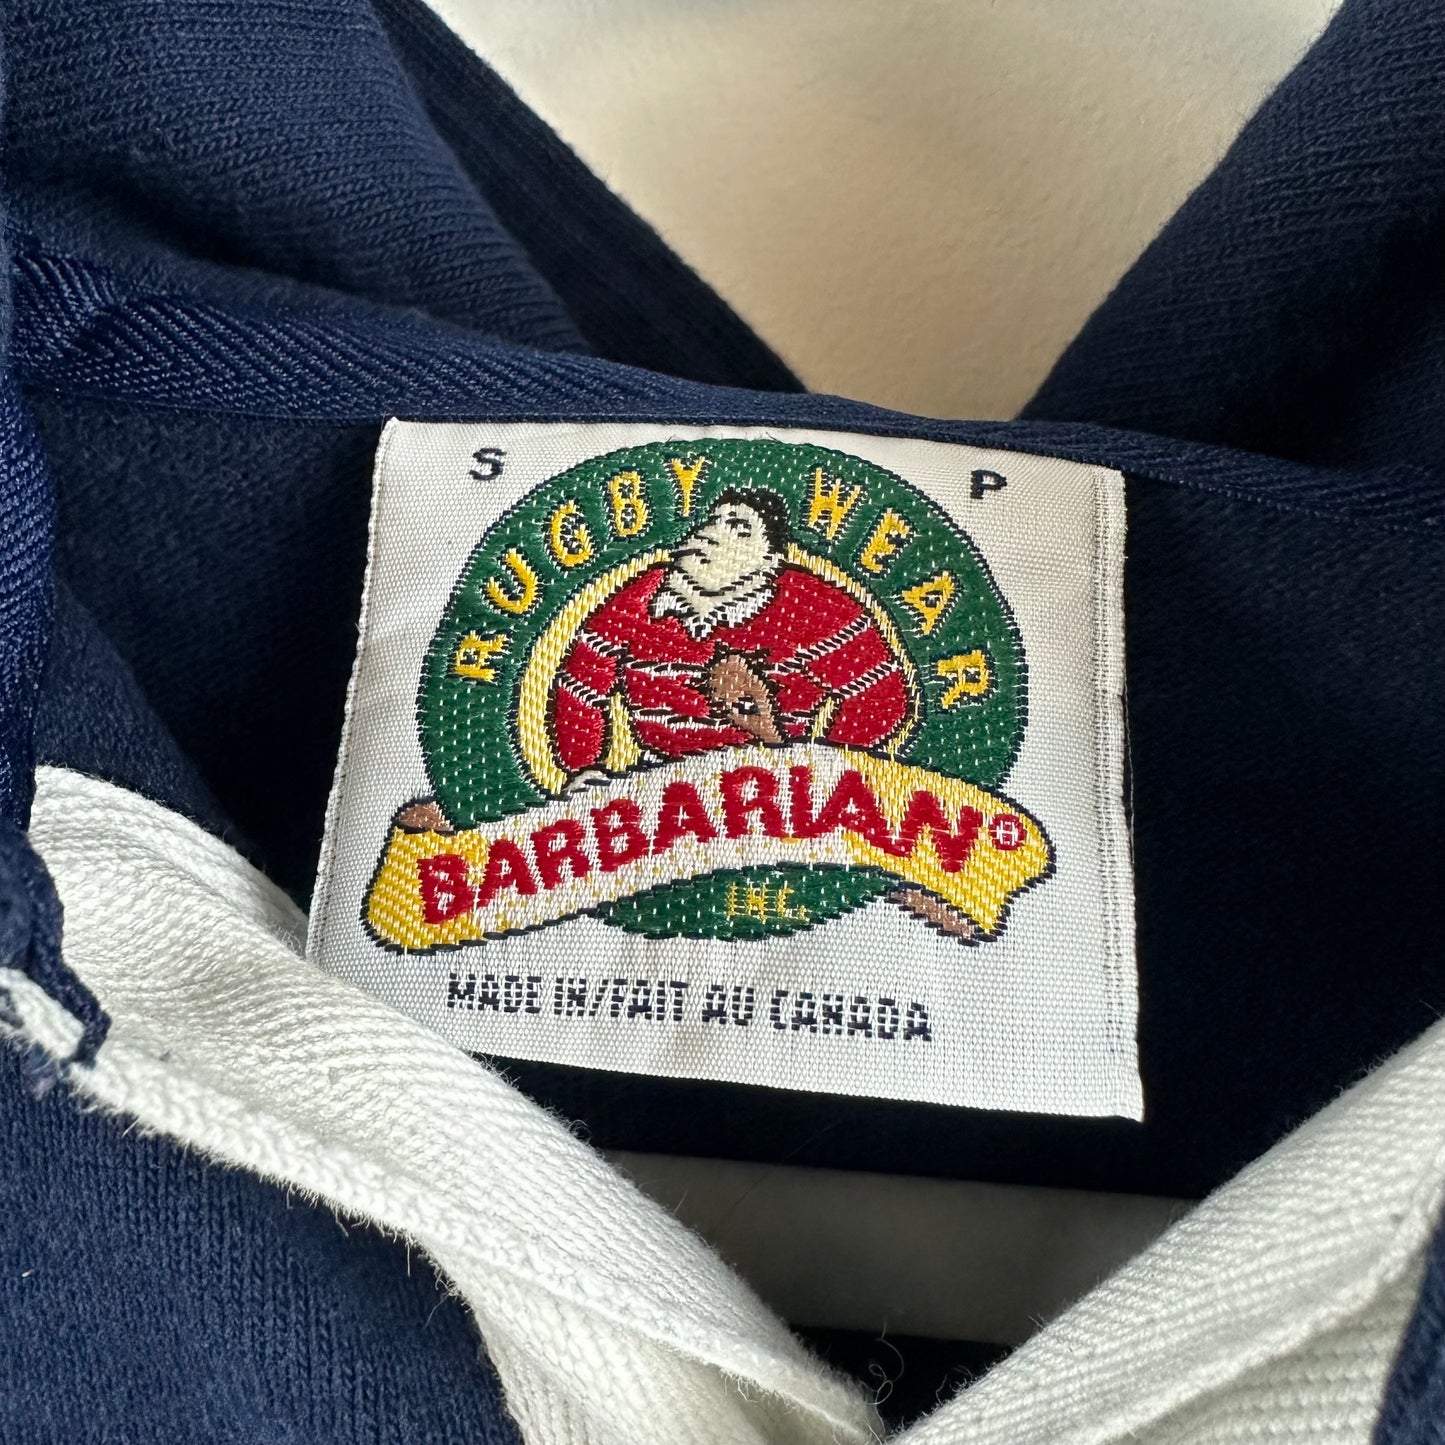 S P
RUGBY WEAR
BARBARIAN®
INC.
MADE IN/FAIT AU CANADA